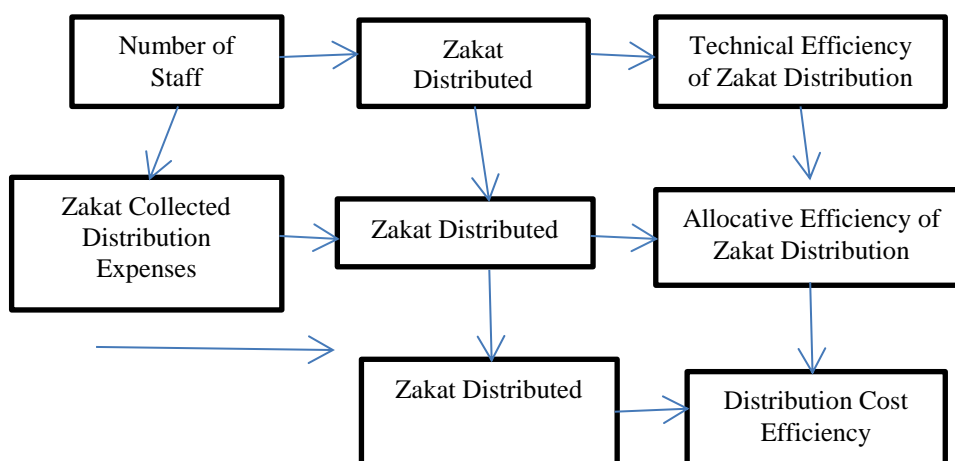 Number of
Staff
Zakat
Distributed
Technical Efficiency
of Zakat Distribution
Zakat Collected
Distribution
Expenses
Zakat Distributed
Allocative Efficiency of
Zakat Distribution
Zakat Distributed
Distribution Cost
Efficiency